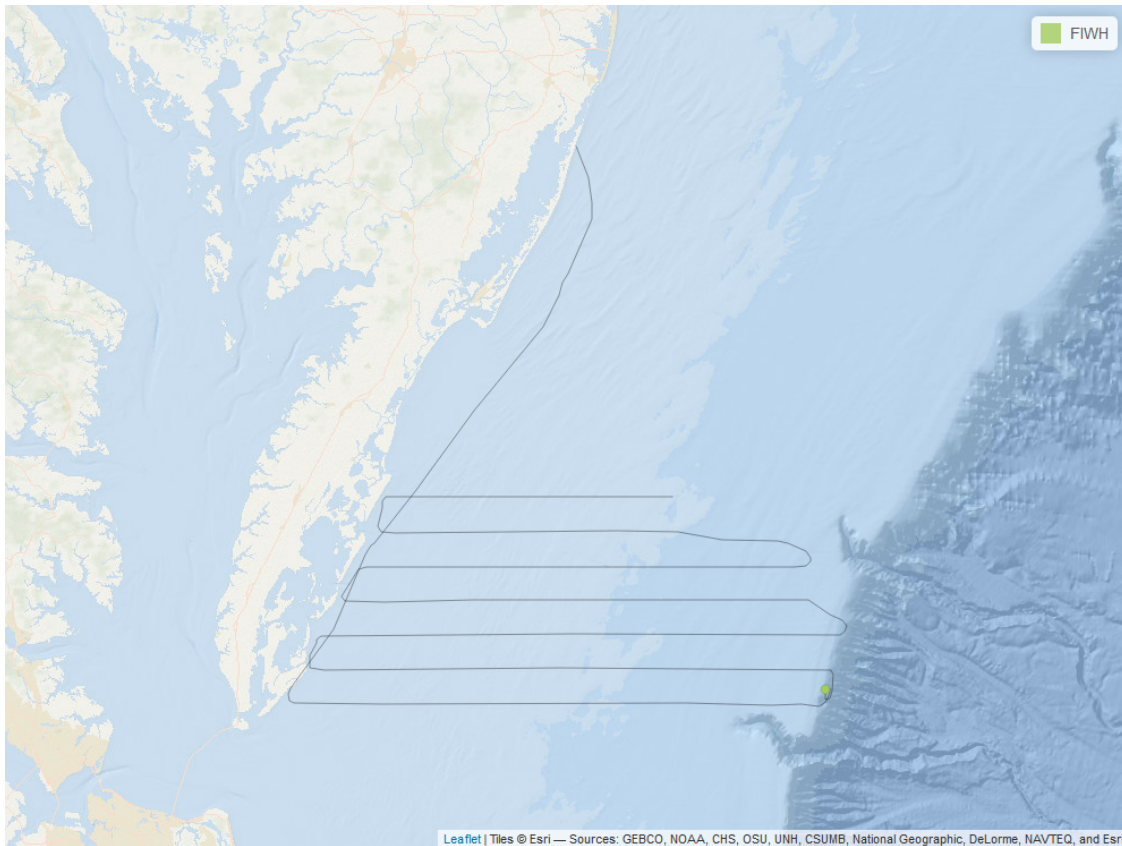 FIWH
Leaflet | Tiles © Esri — Sources: GEBCO, NOAA, CHS, OSU, UNH, CSUMB, National Geographic, DeLorme, NAVTEQ, and Esr